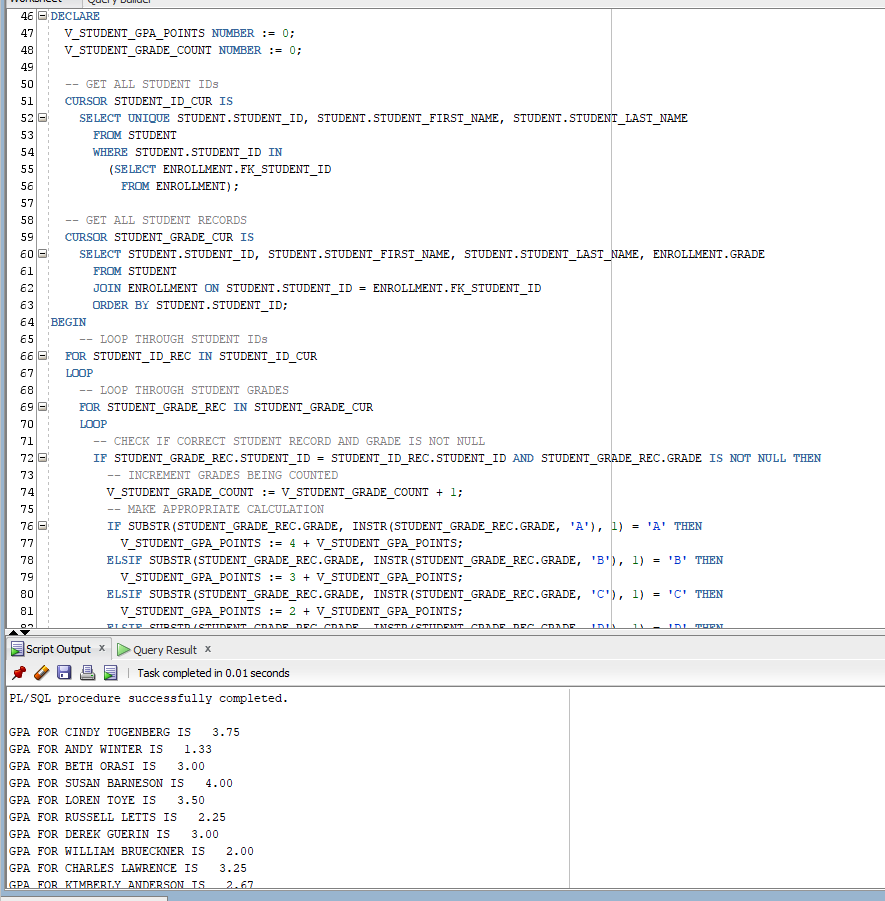 Query Builder
46 DECLARE
47 V_STUDENT_GPA_POINTS NUMBER := 0;
48 V_STUDENT_GRADE_COUNT NUMBER := 0;
49
50 -- GET ALL STUDENT IDs
51 CURSOR STUDENT_ID_CUR IS
52 SELECT UNIQUE STUDENT.STUDENT_ID, STUDENT.STUDENT_FIRST_NAME, STUDENT.STUDENT_LAST_NAME
53 FROM STUDENT
54 WHERE STUDENT.STUDENT_ID IN
55 (SELECT ENROLLMENT.FK_STUDENT_ID
56 FROM ENROLLMENT);
57
58 -- GET ALL STUDENT RECORDS
59 CURSOR STUDENT_GRADE_CUR IS
60 SELECT STUDENT.STUDENT_ID, STUDENT.STUDENT_FIRST_NAME, STUDENT.STUDENT_LAST_NAME, ENROLLMENT.GRADE
61 FROM STUDENT
62 JOIN ENROLLMENT ON STUDENT.STUDENT_ID = ENROLLMENT.FK_STUDENT_ID
63 ORDER BY STUDENT.STUDENT_ID;
64 BEGIN
65 -- LOOP THROUGH STUDENT IDs
66 FOR STUDENT_ID_REC IN STUDENT_ID_CUR
67 LOOP
68 -- LOOP THROUGH STUDENT GRADES
69 FOR STUDENT_GRADE_REC IN STUDENT_GRADE_CUR
70 LOOP
71 -- CHECK IF CORRECT STUDENT RECORD AND GRADE IS NOT NULL
72 IF STUDENT_GRADE_REC.STUDENT_ID = STUDENT_ID_REC.STUDENT_ID AND STUDENT_GRADE_REC.GRADE IS NOT NULL THEN
73 -- INCREMENT GRADES BEING COUNTED
74 V_STUDENT_GRADE_COUNT := V_STUDENT_GRADE_COUNT + 1;
75 -- MAKE APPROPRIATE CALCULATION
76 IF SUBSTR(STUDENT_GRADE_REC.GRADE, INSTR(STUDENT_GRADE_REC.GRADE, 'A'), 1) = 'A' THEN
77 V_STUDENT_GPA_POINTS := 4 + V_STUDENT_GPA_POINTS;
78 ELSIF SUBSTR(STUDENT_GRADE_REC.GRADE, INSTR(STUDENT_GRADE_REC.GRADE, 'B'), 1) = 'B' THEN
79 V_STUDENT_GPA_POINTS := 3 + V_STUDENT_GPA_POINTS;
80 ELSIF SUBSTR(STUDENT_GRADE_REC.GRADE, INSTR(STUDENT_GRADE_REC.GRADE, 'C'), 1) = 'C' THEN
81 V_STUDENT_GPA_POINTS := 2 + V_STUDENT_GPA_POINTS;
82 ELSIF SUBSTR(STUDENT_GRADE_REC.GRADE, INSTR(STUDENT_GRADE_REC.GRADE, 'D'), 1) = 'D' THEN
Script Output x Query Result x
Task completed in 0.01 seconds
PL/SQL procedure successfully completed.
GPA FOR CINDY TUGENBERG IS 3.75
GPA FOR ANDY WINTER IS 1.33
GPA FOR BETH ORASI IS 3.00
GPA FOR SUSAN BARNESON IS 4.00
GPA FOR LOREN TOYE IS 3.50
GPA FOR RUSSELL LETTS IS 2.25
GPA FOR DEREK GUERIN IS 3.00
GPA FOR WILLIAM BRUECKNER IS 2.00
GPA FOR CHARLES LAWRENCE IS 3.25
GPA FOR KIMBERLY ANDERSON IS 2.67